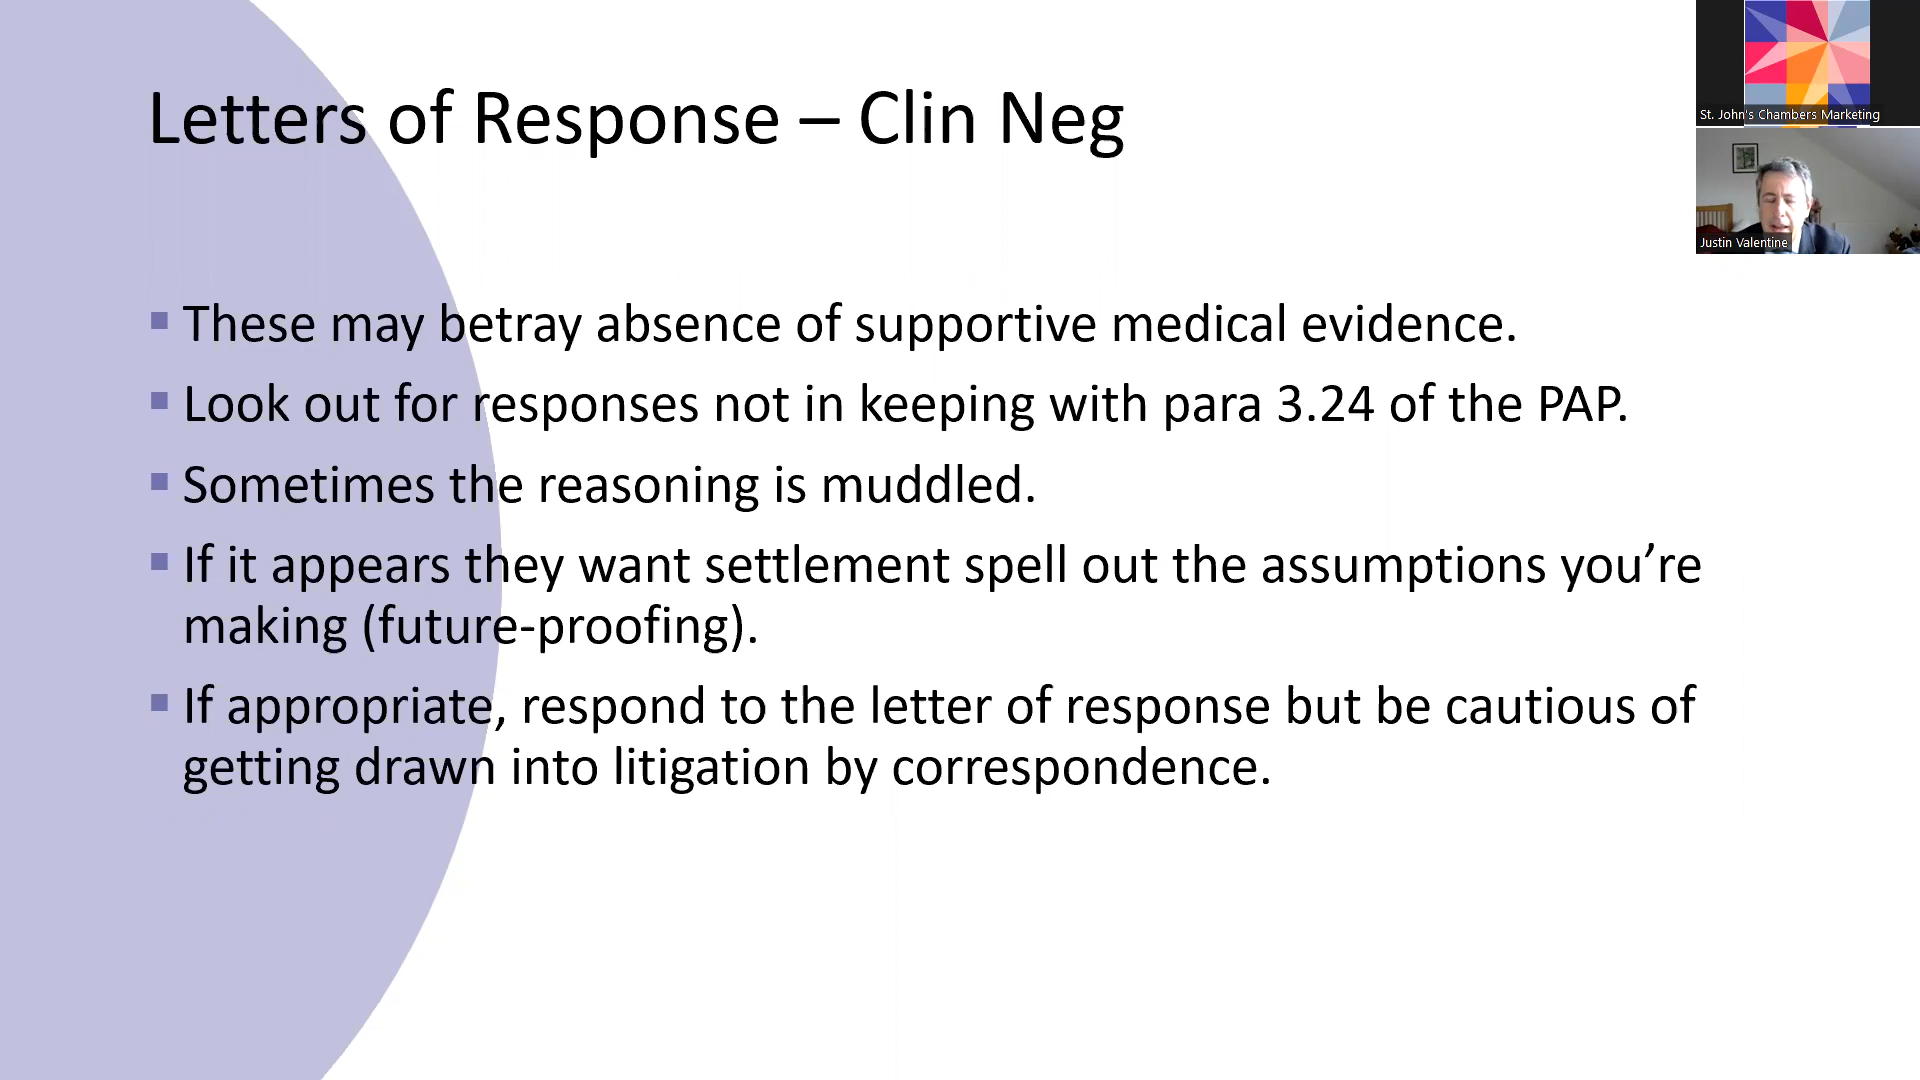 Letters of Response – Clin Neg
St. John's Chambers Marketing
Justin Valentine
These may betray absence of supportive medical evidence.
Look out for responses not in keeping with para 3.24 of the PAP.
Sometimes the reasoning is muddled.
If it appears they want settlement spell out the assumptions you’re
making (future-proofing).
If appropriate, respond to the letter of response but be cautious of
getting drawn into litigation by correspondence.